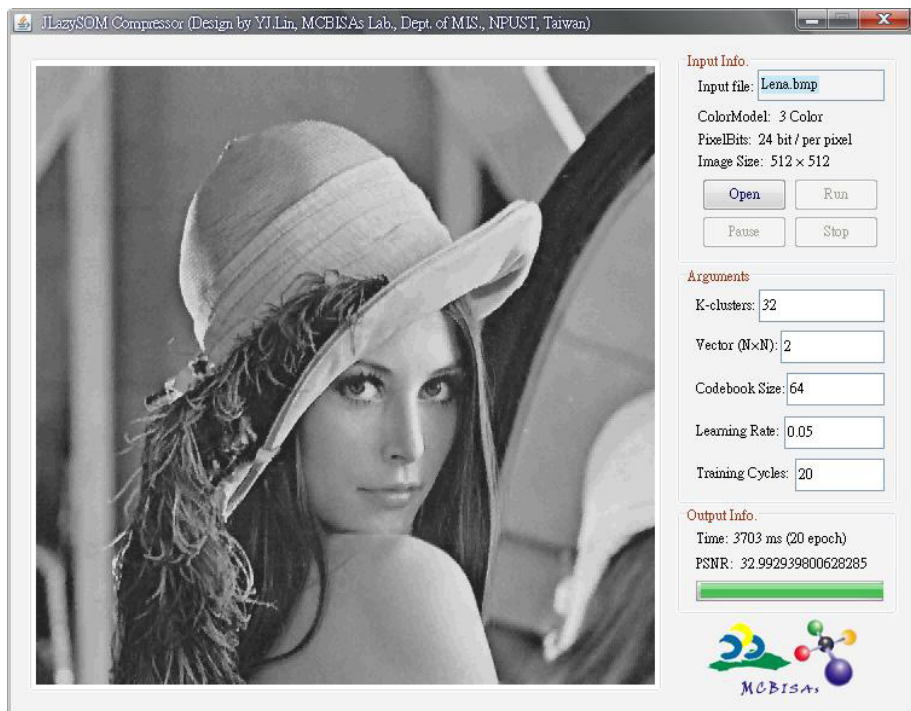 JLazySOM Compressor (Design by YJ.Lin, MCBISAs Lab., Dept. of MIS., NPUST, Taiwan)
Input Info.
Input file: Lena.bmp
ColorModel: 3 Color
PixelBits: 24 bit / per pixel
Image Size: 512 × 512
Open Run
Pause Stop
Arguments
K-clusters: 32
Vector (N×N): 2
Codebook Size: 64
Learning Rate: 0.05
Training Cycles: 20
Output Info.
Time: 3703 ms (20 epoch)
PSNR: 32.992939800628285
MCBISAs